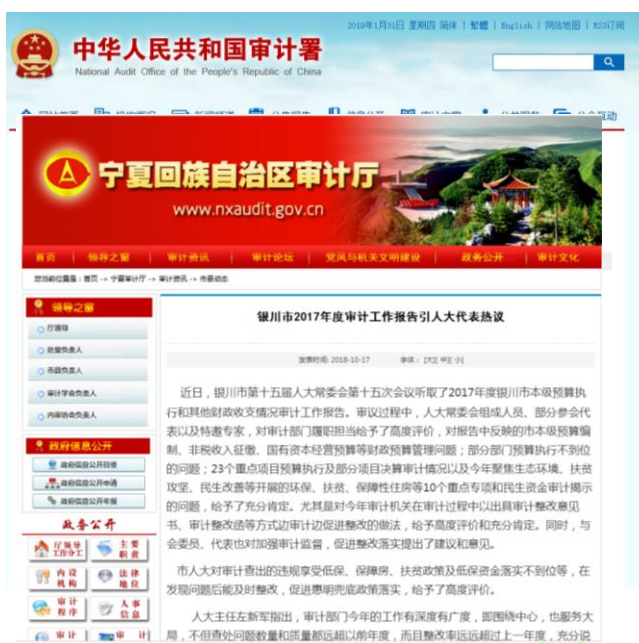 2019年1月31日 星期四 简体 | 繁體 | English | 网站地图 | RSS订阅
中华人民共和国审计署
National Audit Office of the People's Republic of China
宁夏回族自治区审计厅
www.nxaudit.gov.cn
首页 领导之窗 审计资讯 审计论坛 党风与机关文明建设 政务公开 审计文化
您当前位置是：首页 -> 宁夏审计厅 -> 审计资讯 -> 市县动态
领导之窗
厅领导
处室负责人
市县负责人
审计学会负责人
内审协会负责人
政府信息公开
政府信息公开目录
政府信息公开申请
政府信息公开年报
政务公开
厅领导工作分工
主要职责
内设机构
法律地位
审计程序
人事信息
审计
审计
银川市2017年度审计工作报告引人大代表热议
发表时间: 2018-10-17 字体： [大][中][小]
近日，银川市第十五届人大常委会第十五次会议听取了2017年度银川市本级预算执
行和其他财政收支情况审计工作报告。审议过程中，人大常委会组成人员、部分参会代
表以及特邀专家，对审计部门履职担当给予了高度评价，对报告中反映的市本级预算编
制、非税收入征缴、国有资本经营预算等财政预算管理问题；部分部门预算执行不到位
的问题；23个重点项目预算执行及部分项目决算审计情况以及今年聚焦生态环境、扶贫
攻坚、民生改善等开展的环保、扶贫、保障性住房等10个重点专项和民生资金审计揭示
的问题，给予了充分肯定。尤其是对今年审计机关在审计过程中以出具审计整改意见
书、审计整改函等方式边审计边促进整改的做法，给予高度评价和充分肯定。同时，与
会委员、代表也对加强审计监督，促进整改落实提出了建议和意见。
市人大对审计查出的违规享受低保、保障房、扶贫政策及低保资金落实不到位等，在
发现问题后能及时整改，促进惠明兜底政策落实，给予了高度评价。
人大主任左新军指出，审计部门今年的工作有深度有广度，即围绕中心，也服务大
局，不但查处问题数量和质量都远超以前年度，而且整改率远远超过上一年度，充分说